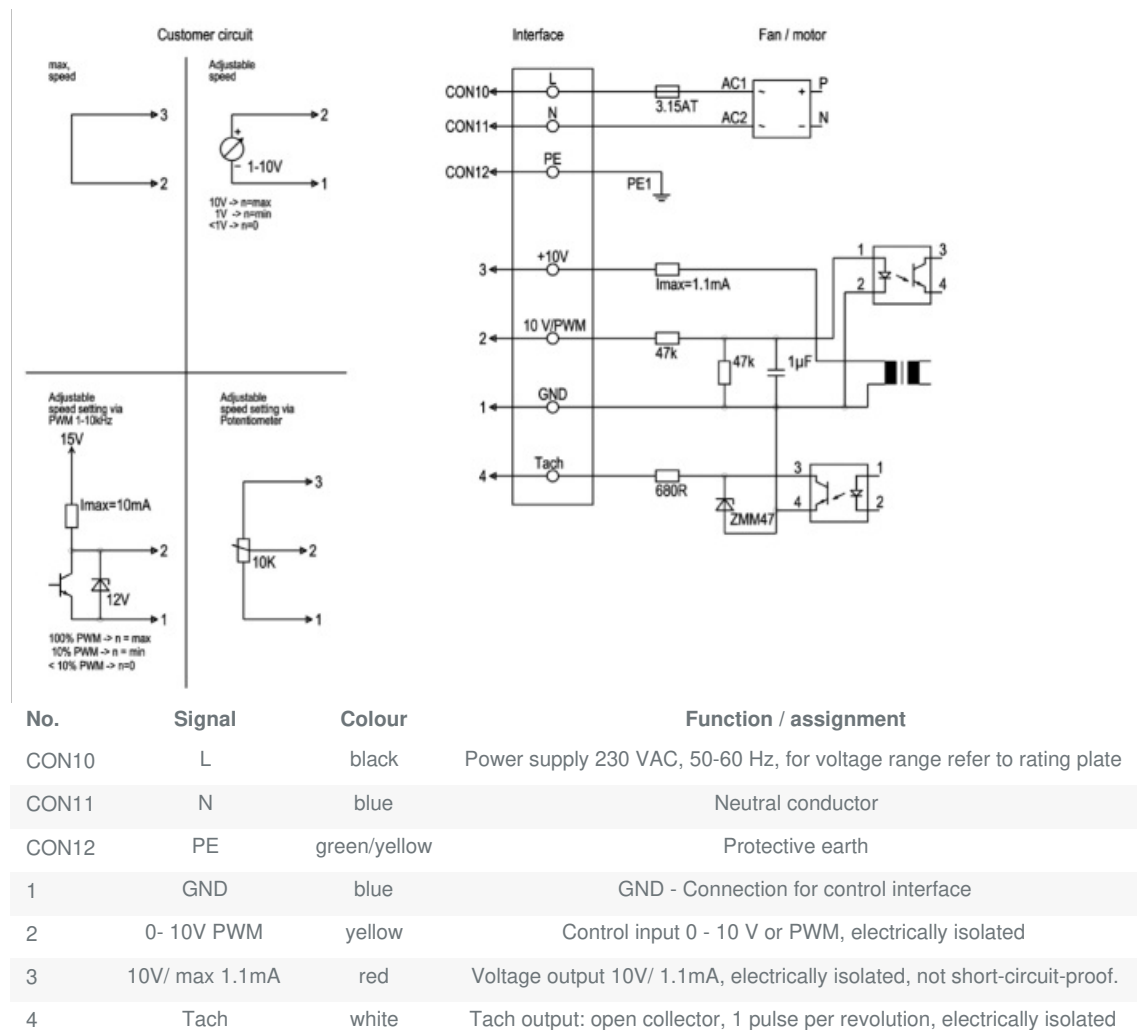 Customer circuit
Interface
Fan / motor
max,
speed
3
2
Adjustable
speed
2
+
-
1-10V
1
10V -> n=max
1V -> n=min
<1V -> n=0
Adjustable
speed setting via
PWM 1-10kHz
15V
Imax=10mA
2
12V
1
100% PWM -> n = max
10% PWM -> n = min
< 10% PWM -> n=0
Adjustable
speed setting via
Potentiometer
3
2
10K
1
CON10
L
3.15AT
AC1
~
+
P
CON11
N
AC2
~
-
N
CON12
PE
PE1
3
+10V
Imax=1.1mA
1
3
2
4
2
10 V/PWM
47k
47k
1µF
1
GND
4
Tach
680R
ZMM47
3
1
4
2
No. Signal Colour Function / assignment
CON10 L black Power supply 230 VAC, 50-60 Hz, for voltage range refer to rating plate
CON11 N blue Neutral conductor
CON12 PE green/yellow Protective earth
1 GND blue GND - Connection for control interface
2 0- 10V PWM yellow Control input 0 - 10 V or PWM, electrically isolated
3 10V/ max 1.1mA red Voltage output 10V/ 1.1mA, electrically isolated, not short-circuit-proof.
4 Tach white Tach output: open collector, 1 pulse per revolution, electrically isolated